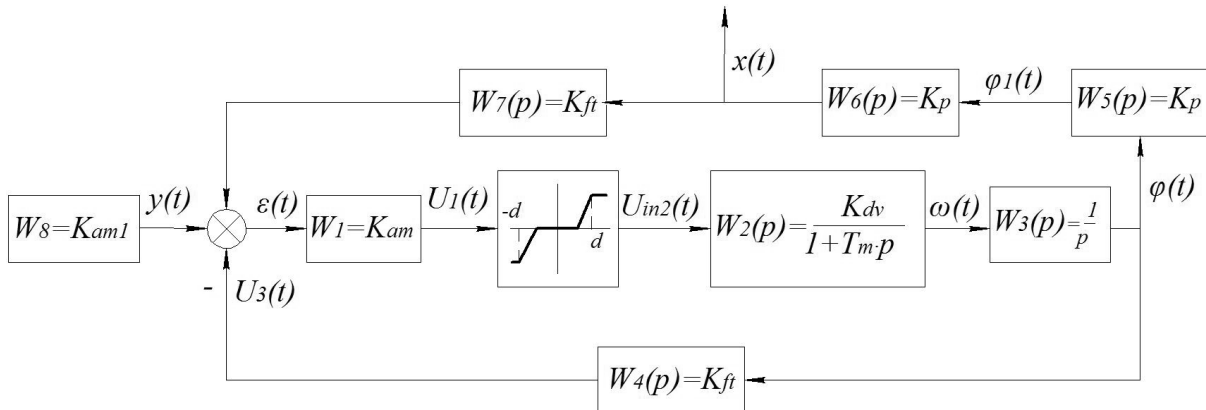 x(t)
W7(p)=Kft
W6(p)=Kp
φ1(t)
W5(p)=Kp
W8=Kam1
y(t)
ε(t)
W1=Kam
U1(t)
-d
d
Uin2(t)
W2(p)=Kdv/1+Tm·p
ω(t)
W3(p)=1/p
φ(t)
-
U3(t)
W4(p)=Kft